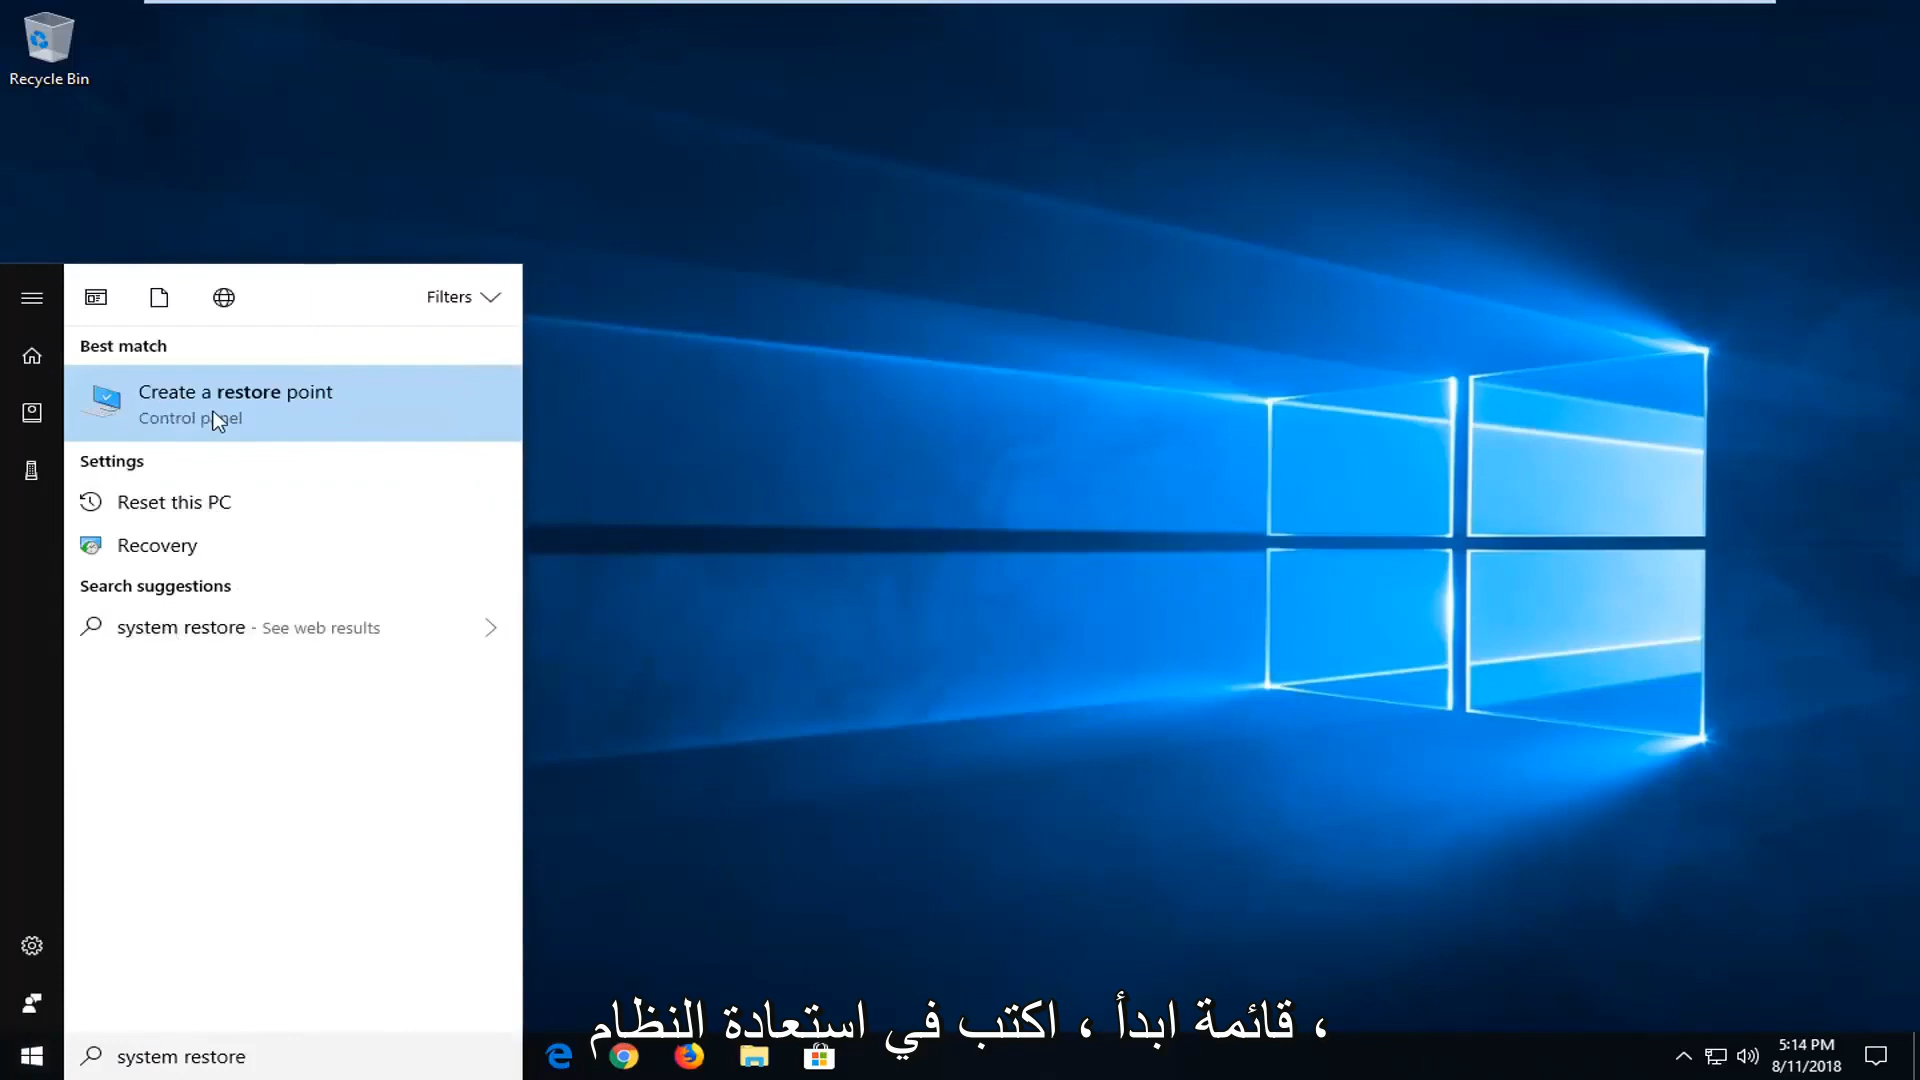 Recycle Bin
Filters
Best match
Create a restore point
Control panel
Settings
Reset this PC
Recovery
Search suggestions
system restore - See web results
، قائمة ابدأ ، اكتب في استعادة النظام
system restore
5:14 PM
8/11/2018